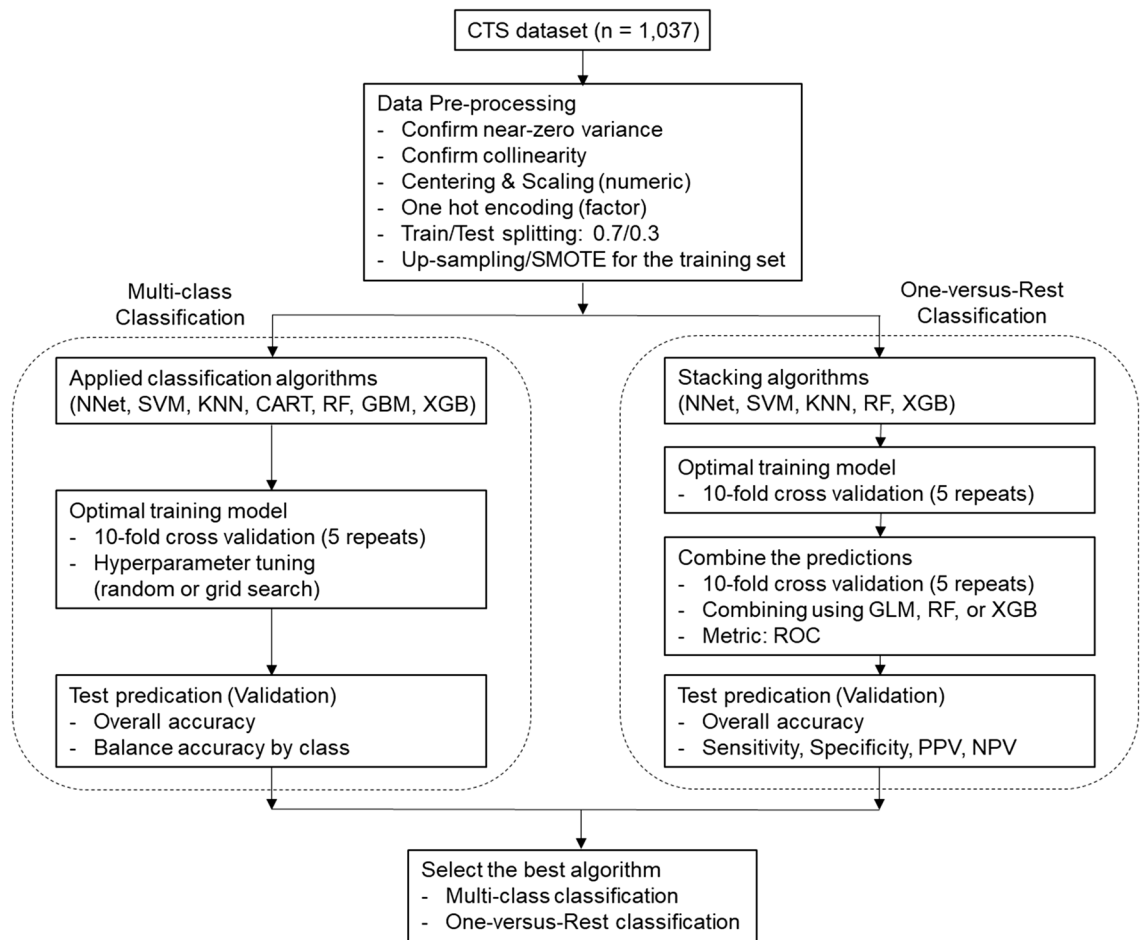 CTS dataset (n = 1,037)
Data Pre-processing
- Confirm near-zero variance
- Confirm collinearity
- Centering & Scaling (numeric)
- One hot encoding (factor)
- Train/Test splitting: 0.7/0.3
- Up-sampling/SMOTE for the training set
Multi-class
Classification
Applied classification algorithms
(NNet, SVM, KNN, CART, RF, GBM, XGB)
Optimal training model
- 10-fold cross validation (5 repeats)
- Hyperparameter tuning
(random or grid search)
Test predication (Validation)
- Overall accuracy
- Balance accuracy by class
One-versus-Rest
Classification
Stacking algorithms
(NNet, SVM, KNN, RF, XGB)
Optimal training model
- 10-fold cross validation (5 repeats)
Combine the predictions
- 10-fold cross validation (5 repeats)
- Combining using GLM, RF, or XGB
- Metric: ROC
Test predication (Validation)
- Overall accuracy
- Sensitivity, Specificity, PPV, NPV
Select the best algorithm
- Multi-class classification
- One-versus-Rest classification